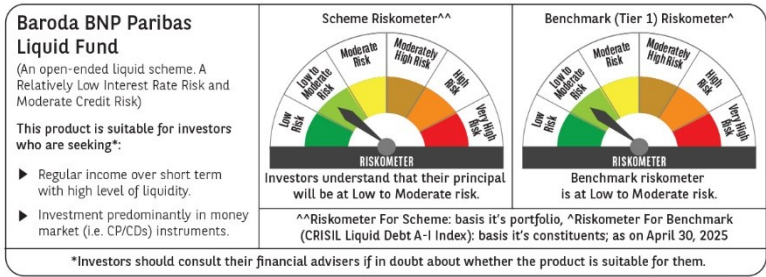 Baroda BNP Paribas
Liquid Fund
(An open-ended liquid scheme. A
Relatively Low Interest Rate Risk and
Moderate Credit Risk)
This product is suitable for investors
who are seeking*:
▶ Regular income over short term
with high level of liquidity.
▶ Investment predominantly in money
market (i.e. CP/CDs) instruments.
Scheme Riskometer^^
Low
Risk
Low to
Moderate
Risk
Moderate
Risk
Moderately
High Risk
High
Risk
Very High
Risk
RISKOMETER
Investors understand that their principal
will be at Low to Moderate risk.
Benchmark (Tier 1) Riskometer^
Low
Risk
Low to
Moderate
Risk
Moderate
Risk
Moderately
High Risk
High
Risk
Very High
Risk
RISKOMETER
Benchmark riskometer
is at Low to Moderate risk.
^^Riskometer For Scheme: basis it's portfolio, ^Riskometer For Benchmark
(CRISIL Liquid Debt A-I Index): basis it's constituents; as on April 30, 2025
*Investors should consult their financial advisers if in doubt about whether the product is suitable for them.